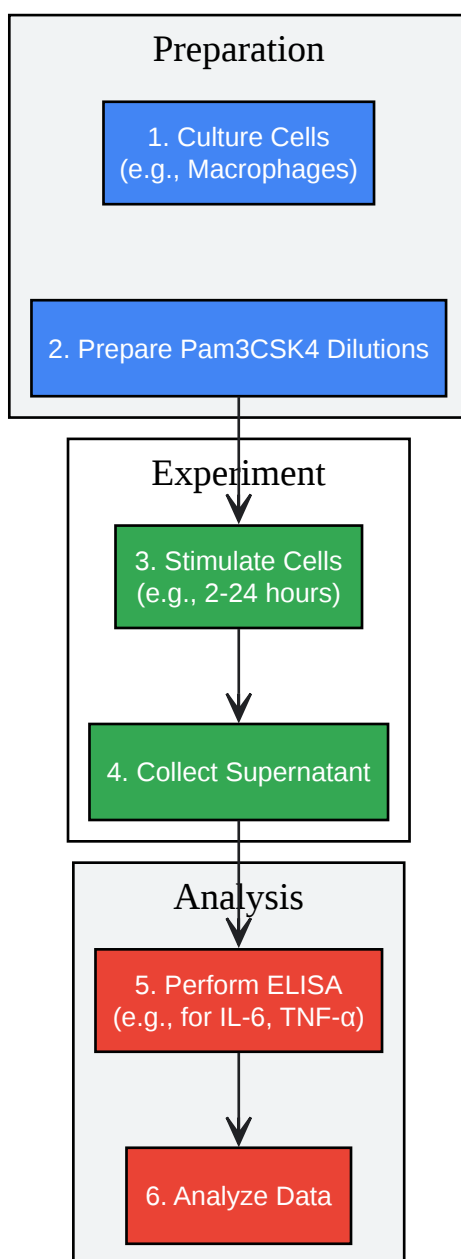 Preparation
1. Culture Cells
(e.g., Macrophages)
2. Prepare Pam3CSK4 Dilutions
Experiment
3. Stimulate Cells
(e.g., 2-24 hours)
4. Collect Supernatant
Analysis
5. Perform ELISA
(e.g., for IL-6, TNF-α)
6. Analyze Data